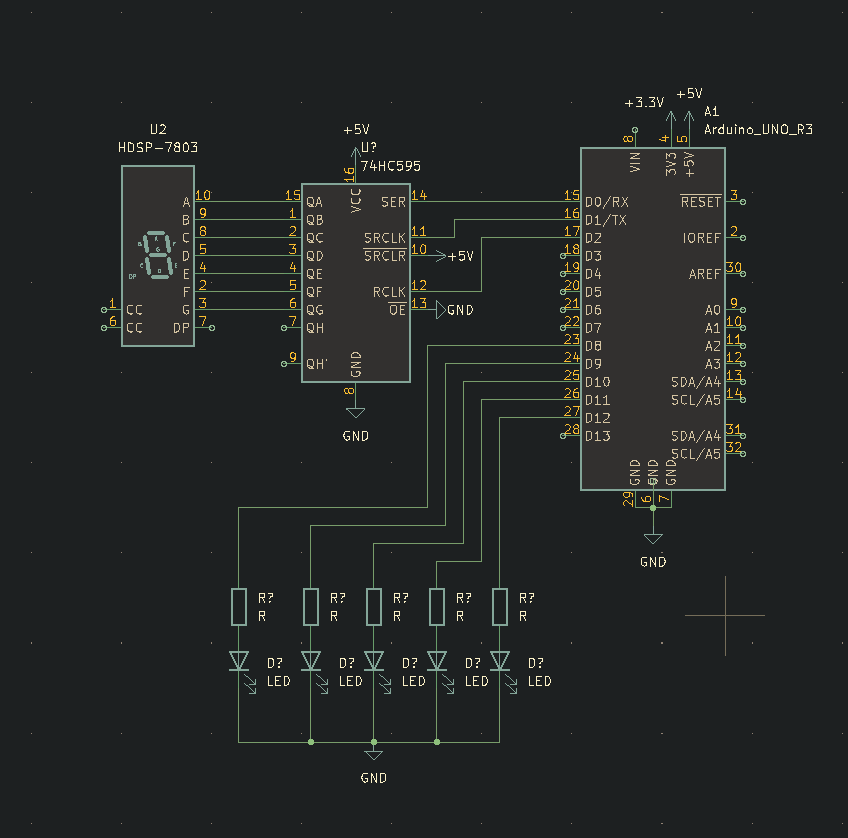 +5V
+3.3V
A1
U2
+5V
Arduino_UNO_R3
HDSP-7803
U?
74HC595
8
4
5
16
VIN
3V3
+5V
VCC
A 10
15 QA
SER 14
15 D0/RX
RESET 3
B 9
1 QB
16 D1/TX
C 8
2 QC
SRCLK 11
17 D2
IOREF 2
D 5
3 QD
SRCLR 10
+5V
18 D3
E 4
4 QE
19 D4
AREF 30
F 2
5 QF
RCLK 12
20 D5
1 CC
G 3
6 QG
OE 13
GND
21 D6
A0 9
6 CC
DP 7
7 QH
22 D7
A1 10
23 D8
A2 11
9 QH'
GND
24 D9
A3 12
8
25 D10
SDA/A4 13
26 D11
SCL/A5 14
27 D12
GND
28 D13
SDA/A4 31
SCL/A5 32
GND
GND
GND
29
6
7
GND
R?
R? 
R?
R?
R?
R
R
R
R
R
D?
D?
D?
D?
D?
LED
LED
LED
LED
LED
GND